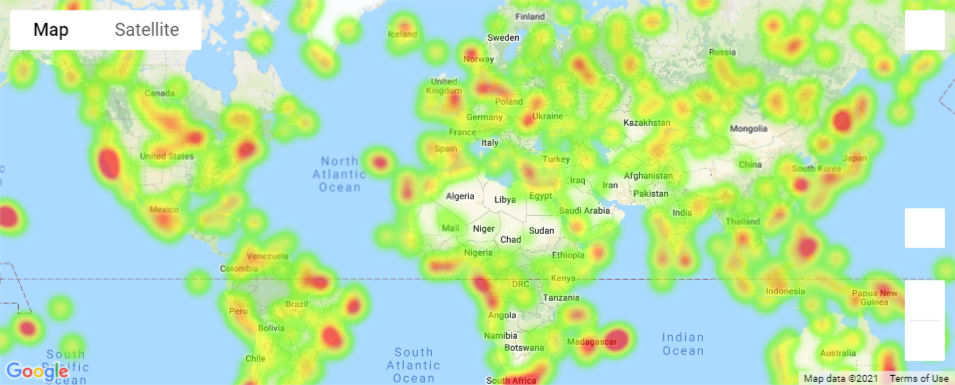 Map
Satellite
Iceland
Finland
Sweden
Norway
Russia
Canada
United
Kingdom
Poland
Germany
Ukraine
Kazakhstan
Mongolia
France
Italy
Spain
Turkey
United States
North
Atlantic
Ocean
China
South Korea
Japan
Afghanistan
Iraq
Iran
Pakistan
Algeria
Libya
Egypt
Saudi Arabia
India
Mexico
Mali
Niger
Chad
Sudan
Thailand
Venezuela
Colombia
Nigeria
Ethiopia
Kenya
DRC
Tanzania
Indonesia
Papua New
Guinea
Brazil
Peru
Bolivia
Angola
Namibia
Botswana
Madagascar
Indian
Ocean
Australia
Chile
South
Atlantic
Ocean
South
Pacific
Ocean
South Africa
Google
Map data ©2021 Terms of Use